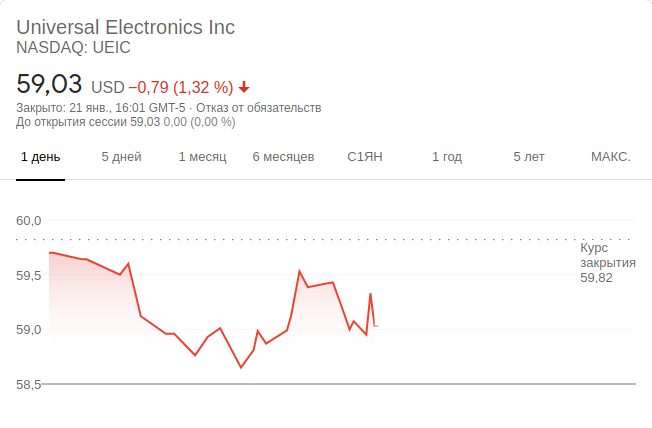 Universal Electronics Inc
NASDAQ: UEIC
59,03 USD −0,79 (1,32 %)
Закрыто: 21 янв., 16:01 GMT-5 · Отказ от обязательств
До открытия сессии 59,03 0,00 (0,00 %)
1 день 5 дней 1 месяц 6 месяцев С1ЯН 1 год 5 лет МАКС.
60,0
Курс
закрытия
59,82
59,5
59,0
58,5